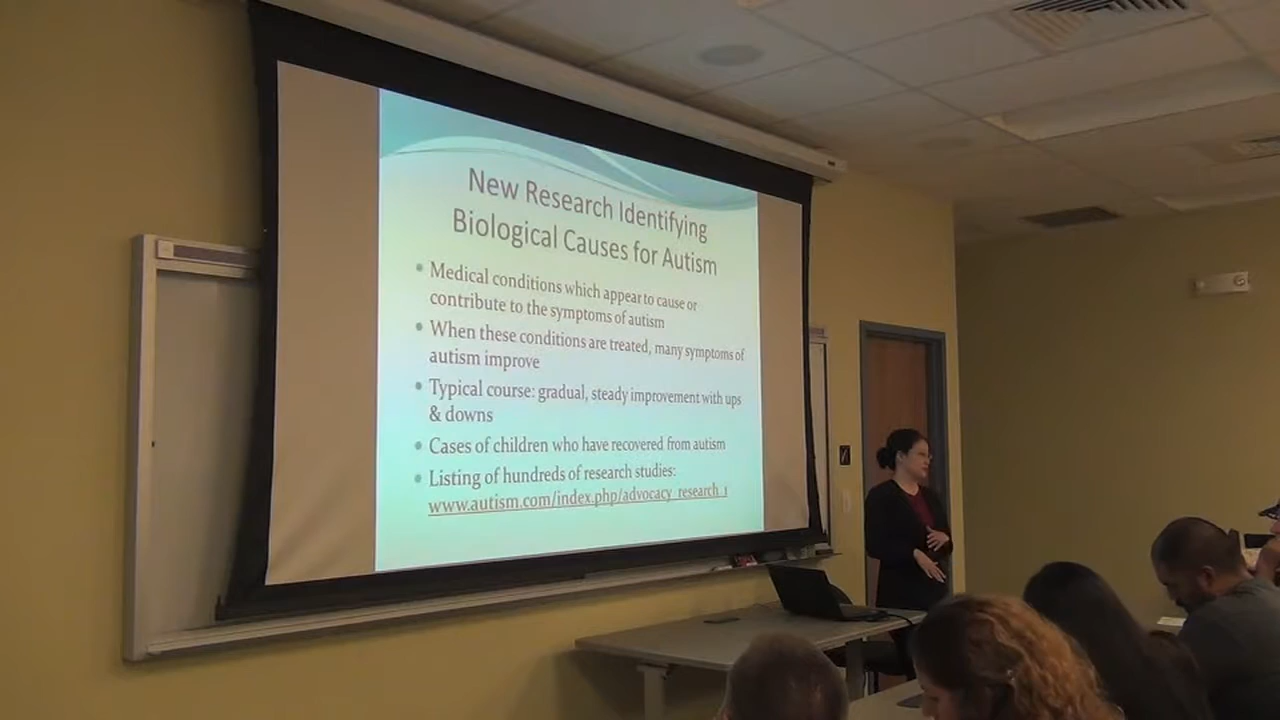 New Research Identifying
Biological Causes for Autism
• Medical conditions which appear to cause or
contribute to the symptoms of autism
• When these conditions are treated, many symptoms of
autism improve
• Typical course: gradual, steady improvement with ups
& downs
• Cases of children who have recovered from autism
• Listing of hundreds of research studies:
www.autism.com/index.php/advocacy_research_1